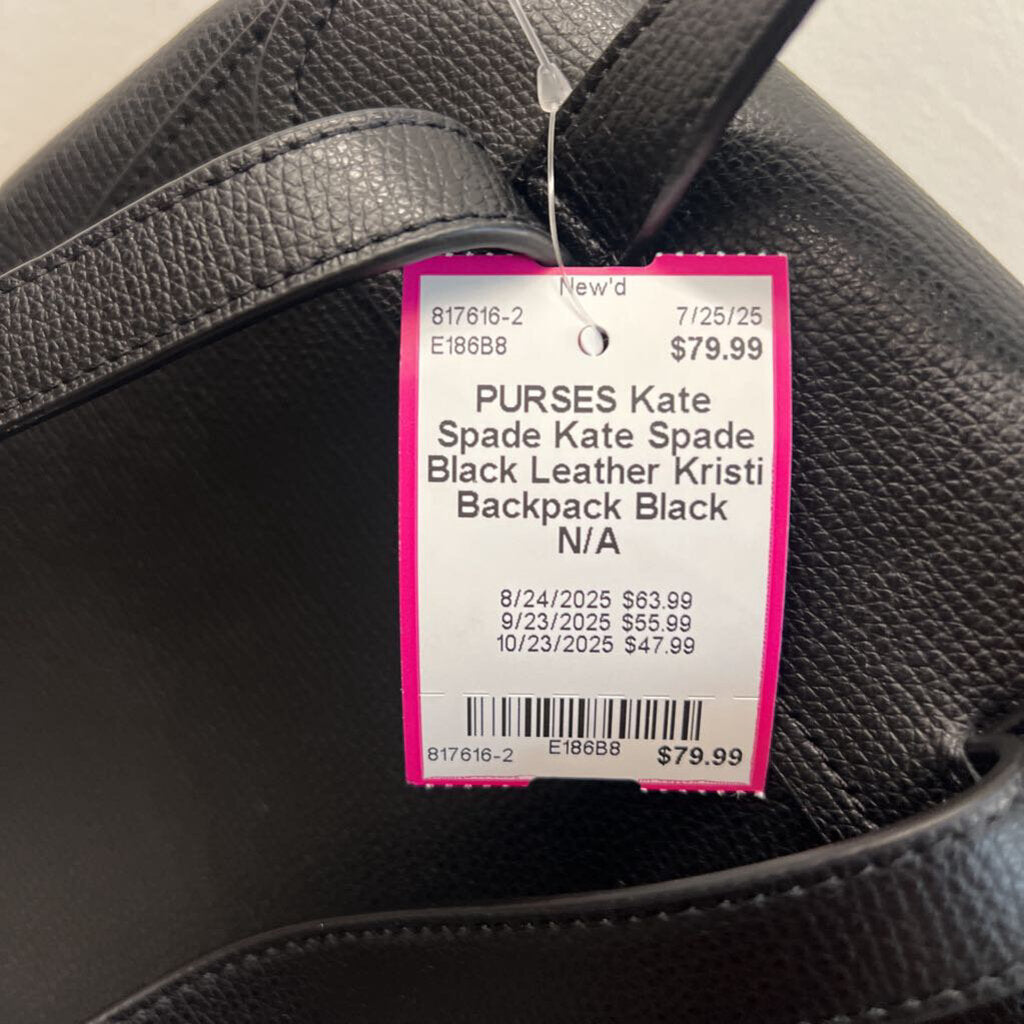 New'd
817616-2 7/25/25
E186B8 $79.99
PURSES Kate
Spade Kate Spade
Black Leather Kristi
Backpack Black
N/A
8/24/2025 $63.99
9/23/2025 $55.99
10/23/2025 $47.99
817616-2 E186B8 $79.99